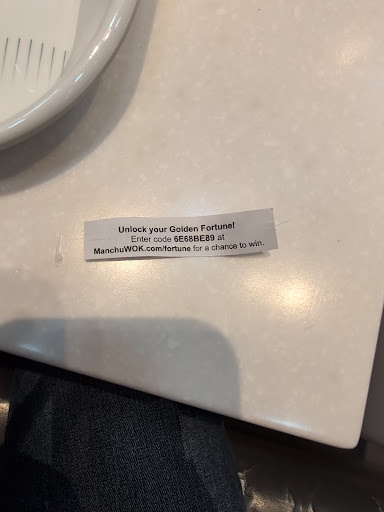 Unlock your Golden Fortune!
Enter code 6E68BE89 at
ManchuWOK.com/fortune for a chance to win.